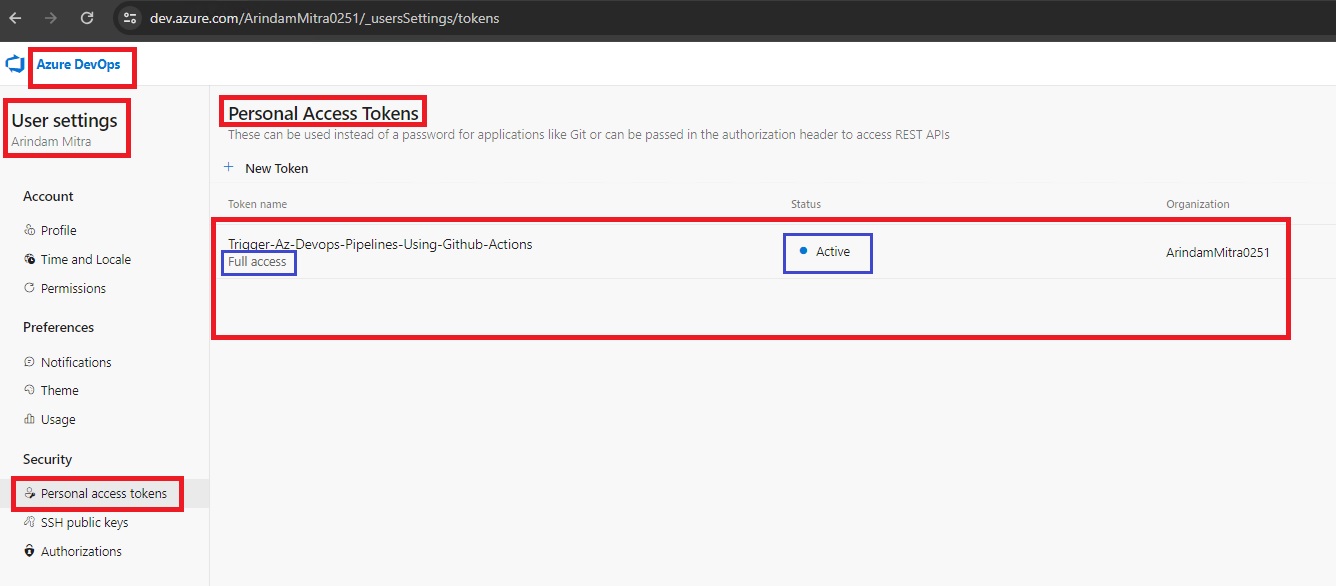 dev.azure.com/ArindamMitra0251/_usersSettings/tokens
Azure DevOps
User settings
Arindam Mitra
Account
Profile
Time and Locale
Permissions
Preferences
Notifications
Theme
Usage
Security
Personal access tokens
SSH public keys
Authorizations
Personal Access Tokens
These can be used instead of a password for applications like Git or can be passed in the authorization header to access REST APIs
+ New Token
Token name Status Organization
Trigger-Az-Devops-Pipelines-Using-Github-Actions
Full access
Active
ArindamMitra0251